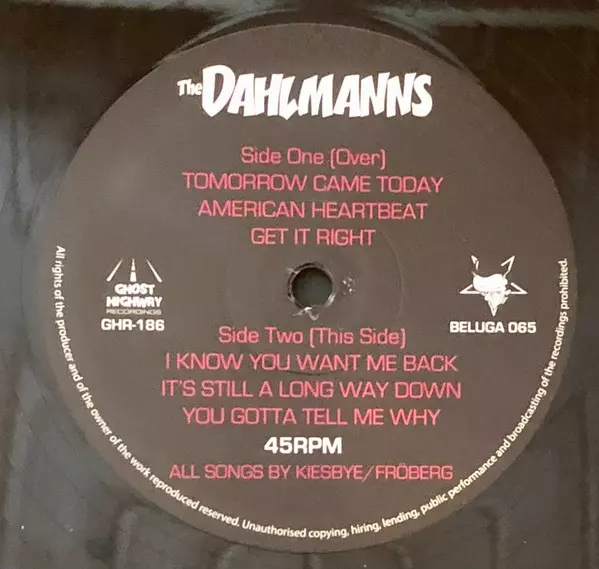 The DAHLMANNS
Side One (Over)
TOMORROW CAME TODAY
AMERICAN HEARTBEAT
GET IT RIGHT
GHOST
HIGHWAY
RECORDINGS
GHR-186
BELUGA 065
Side Two (This Side)
I KNOW YOU WANT ME BACK
IT'S STILL A LONG WAY DOWN
YOU GOTTA TELL ME WHY
45RPM
ALL SONGS BY KIESBYE/FRÖBERG
All rights of the producer and of the owner of the work reproduced reserved. Unauthorised copying, hiring, lending, public performance and broadcasting of the recordings prohibited.